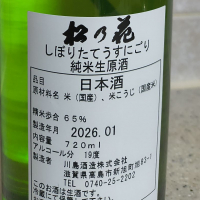 松の花
しぼりたてうすにごり
純米生原酒
品目 日本酒
原材料名 米(国産)、米こうじ(国産米)
精米歩合 65%
製造年月 2026.01
内容量 720ml
アルコール分 19度
製造者 川島酒造株式会社
滋賀県高島市新旭町旭83-7
TEL 0740-25-2202